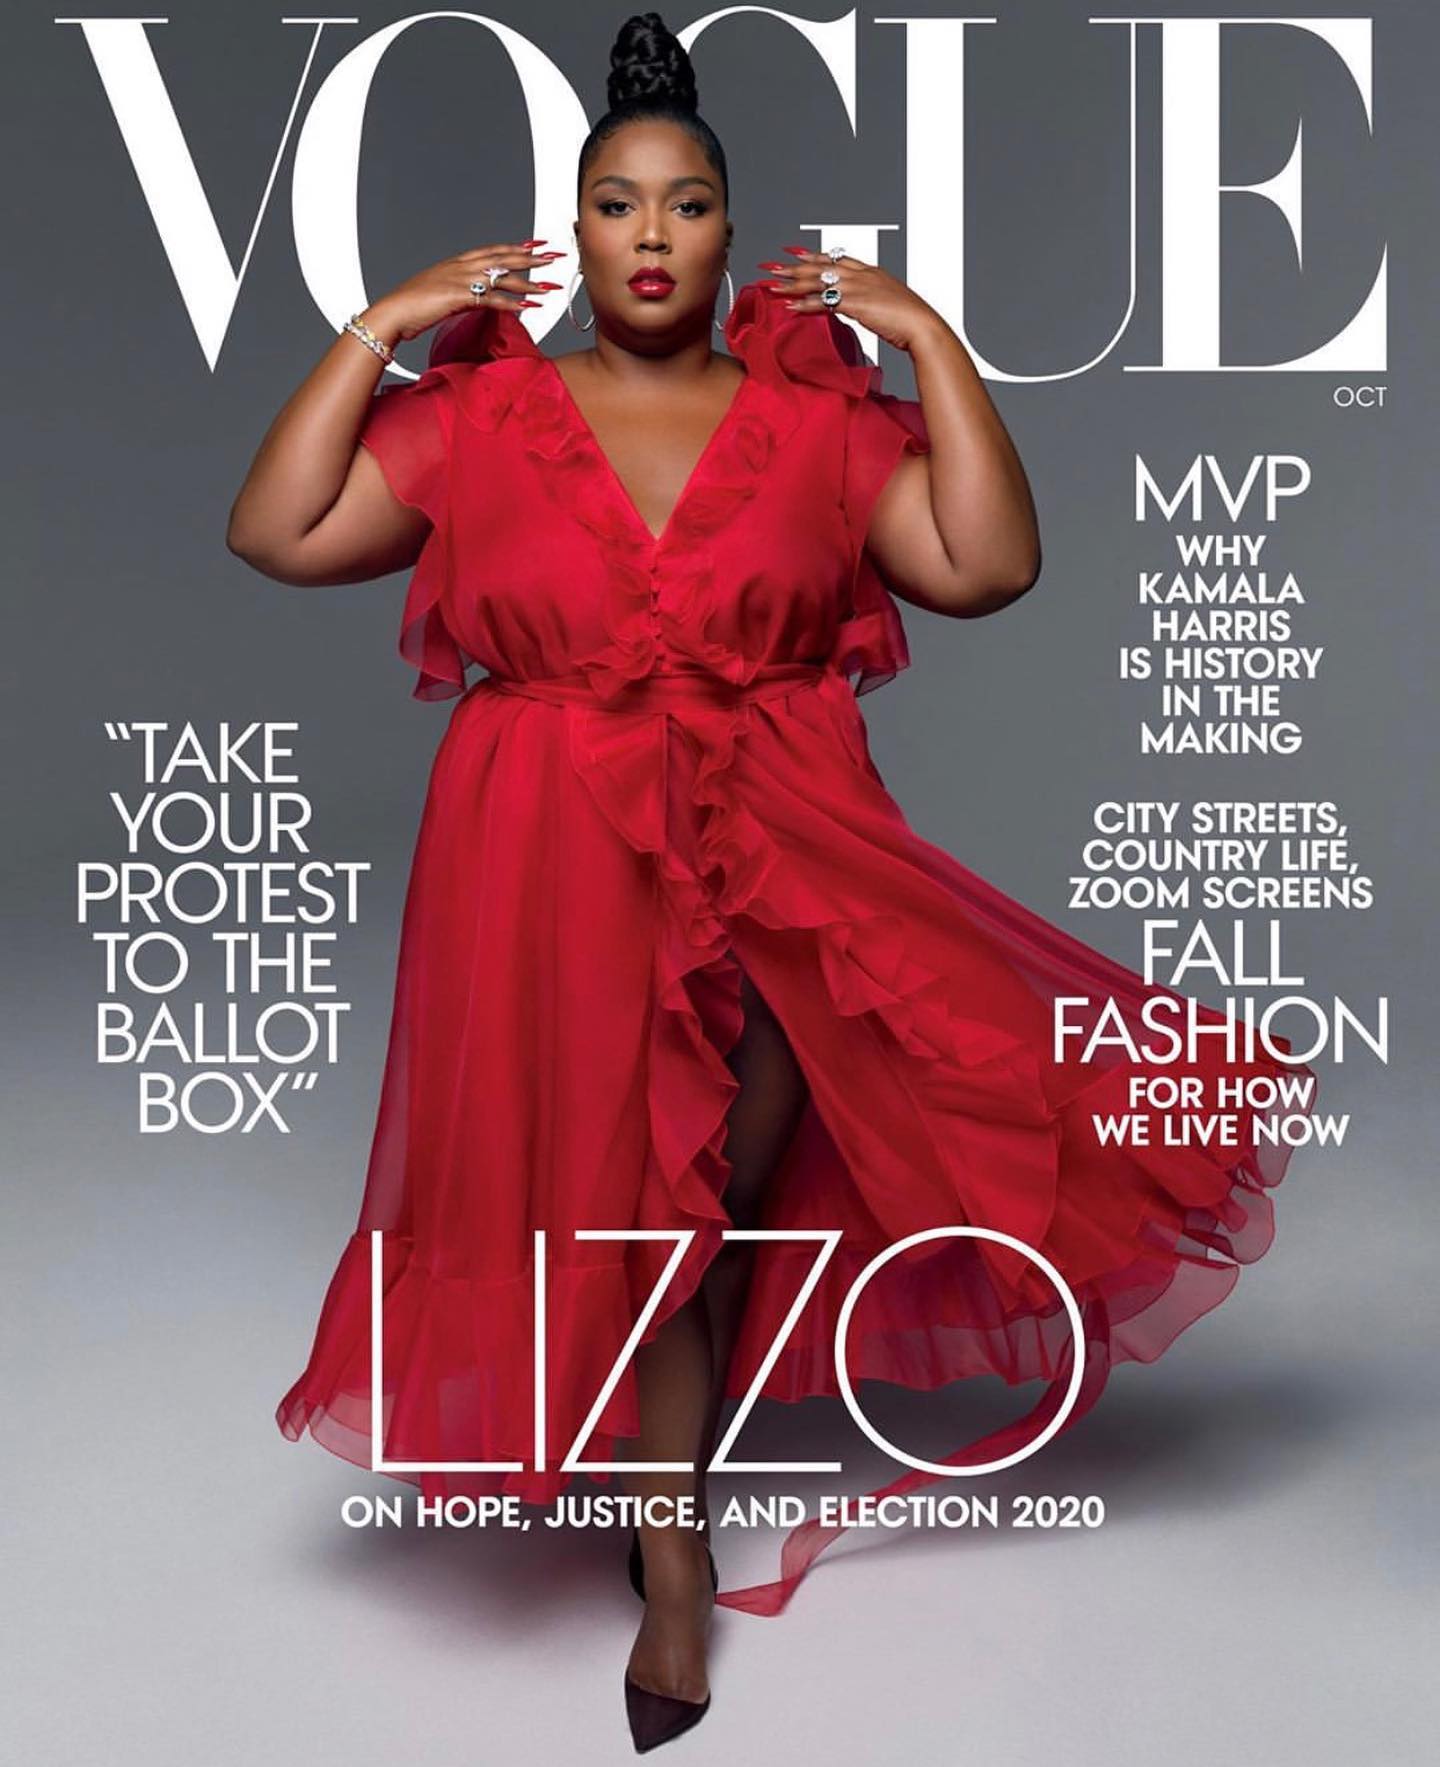 VOGUE
OCT
MVP
WHY
KAMALA
HARRIS
IS HISTORY
IN THE
MAKING
“TAKE
YOUR
PROTEST
TO THE
BALLOT
BOX”
CITY STREETS,
COUNTRY LIFE,
ZOOM SCREENS
FALL
FASHION
FOR HOW
WE LIVE NOW
LIZZO
ON HOPE, JUSTICE, AND ELECTION 2020